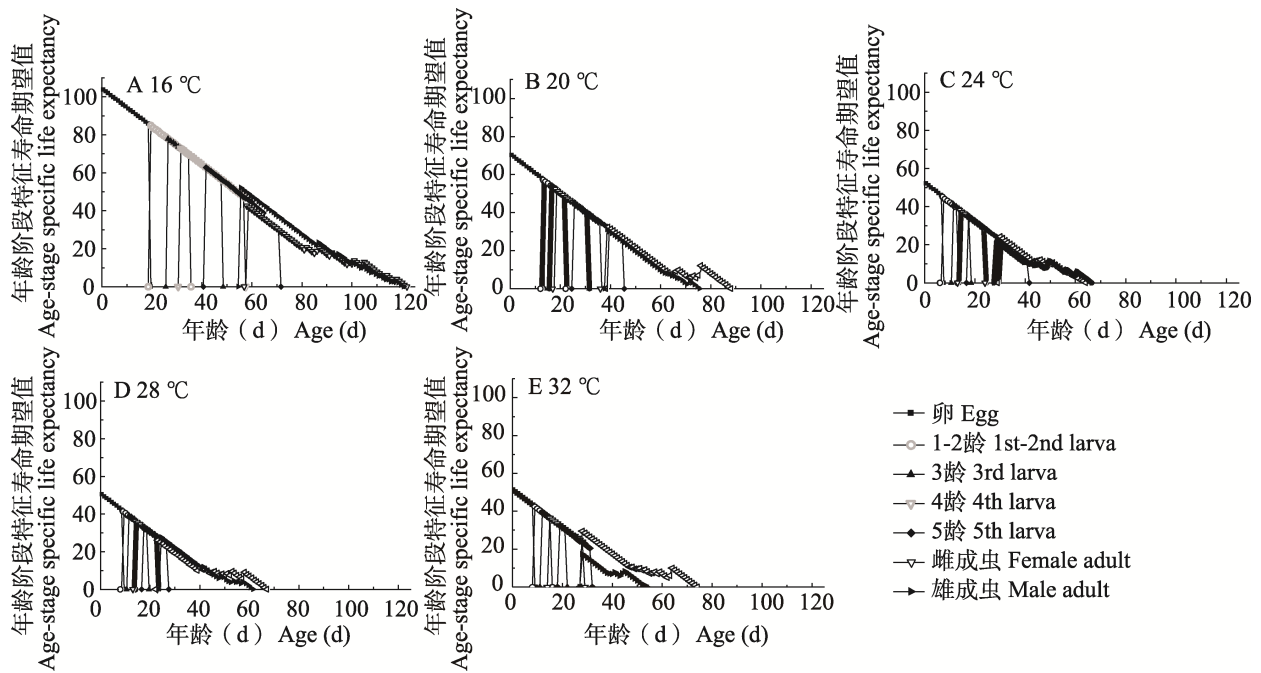 年龄阶段特征寿命期望值
Age-stage specific life expectancy
A 16 ℃
100
80
60
40
20
0
0 20 40 60 80 100 120
年龄（d）Age (d)
年龄阶段特征寿命期望值
Age-stage specific life expectancy
B 20 ℃
100
80
60
40
20
0
0 20 40 60 80 100 120
年龄（d）Age (d)
年龄阶段特征寿命期望值
Age-stage specific life expectancy
C 24 ℃
100
80
60
40
20
0
0 20 40 60 80 100 120
年龄（d）Age (d)
年龄阶段特征寿命期望值
Age-stage specific life expectancy
D 28 ℃
100
80
60
40
20
0
0 20 40 60 80 100 120
年龄（d）Age (d)
年龄阶段特征寿命期望值
Age-stage specific life expectancy
E 32 ℃
100
80
60
40
20
0
0 20 40 60 80 100 120
年龄（d）Age (d)
卵 Egg
1-2龄 1st-2nd larva
3龄 3rd larva
4龄 4th larva
5龄 5th larva
雌成虫 Female adult
雄成虫 Male adult